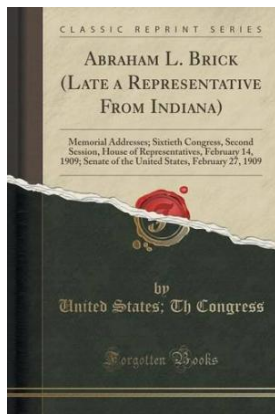 CLASSIC REPRINT SERIES
ABRAHAM L. BRICK
(LATE A REPRESENTATIVE
FROM INDIANA)
Memorial Addresses; Sixtieth Congress, Second
Session, House of Representatives, February 14,
1909; Senate of the United States, February 27, 1909
by
United States; Th Congress
Forgotten Books